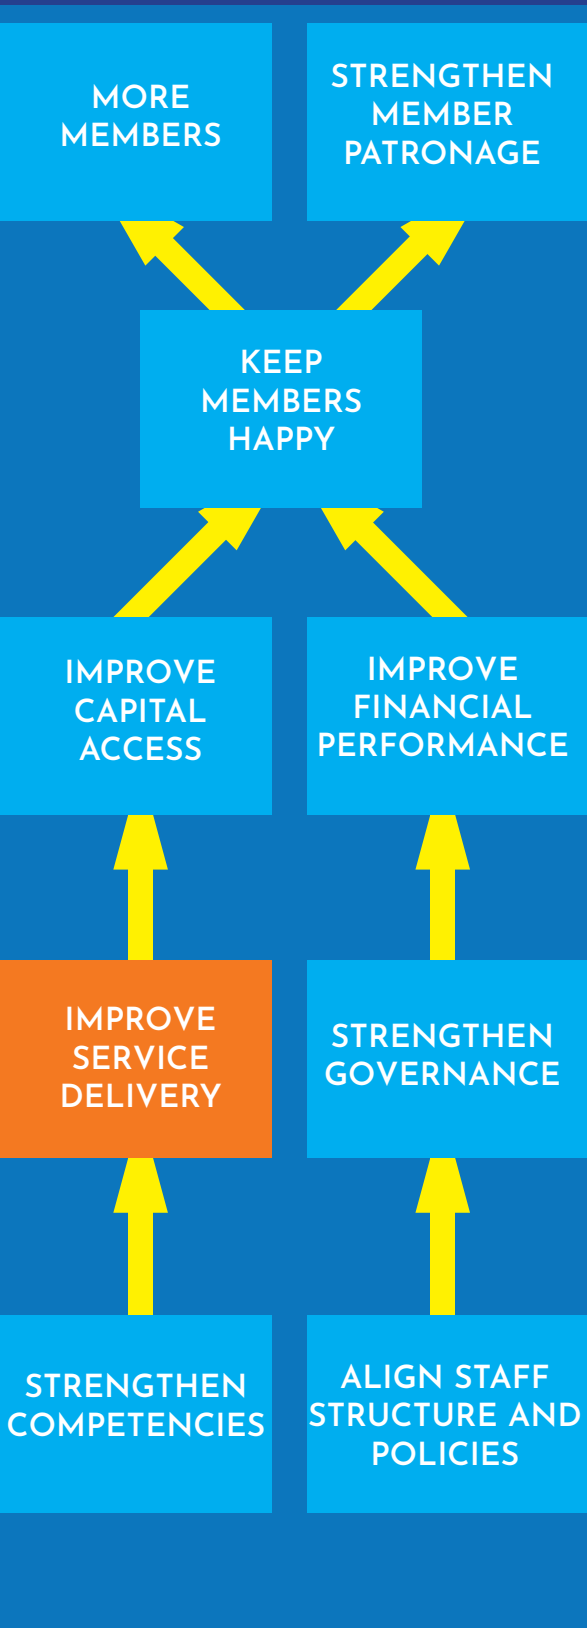 MORE
MEMBERS
STRENGTHEN
MEMBER
PATRONAGE
KEEP
MEMBERS
HAPPY
IMPROVE
CAPITAL
ACCESS
IMPROVE
FINANCIAL
PERFORMANCE
IMPROVE
SERVICE
DELIVERY
STRENGTHEN
GOVERNANCE
STRENGTHEN
COMPETENCIES
ALIGN STAFF
STRUCTURE AND
POLICIES